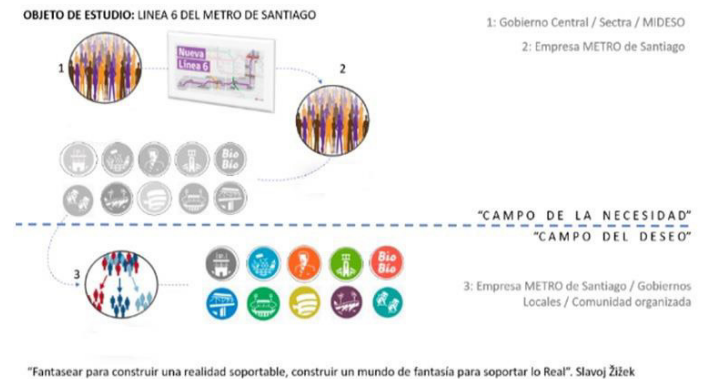 OBJETO DE ESTUDIO: LINEA 6 DEL METRO DE SANTIAGO
1: Gobierno Central / Sectra / MIDESO
2: Empresa METRO de Santiago
1
Nueva
Línea 6
2
Bio
Bio
"CAMPO DE LA NECESIDAD"
"CAMPO DEL DESEO"
3
Bio
Bio
3: Empresa METRO de Santiago / Gobiernos
Locales / Comunidad organizada
"Fantasear para construir una realidad soportable, construir un mundo de fantasía para soportar lo Real". Slavoj Žižek